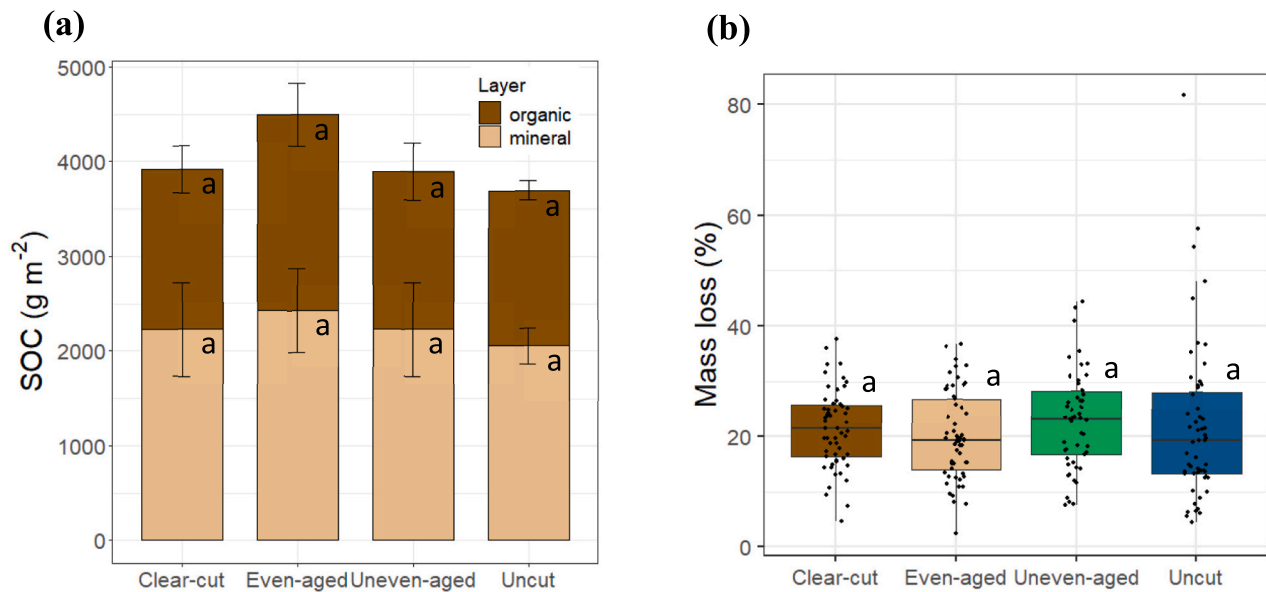 (a)
5000
4000
3000
2000
1000
0
SOC (g m⁻²)
Layer
organic
mineral
a
a
a
a
a
a
a
a
Clear-cut
Even-aged
Uneven-aged
Uncut
(b)
80
60
40
20
0
Mass loss (%)
a
a
a
a
Clear-cut
Even-aged
Uneven-aged
Uncut